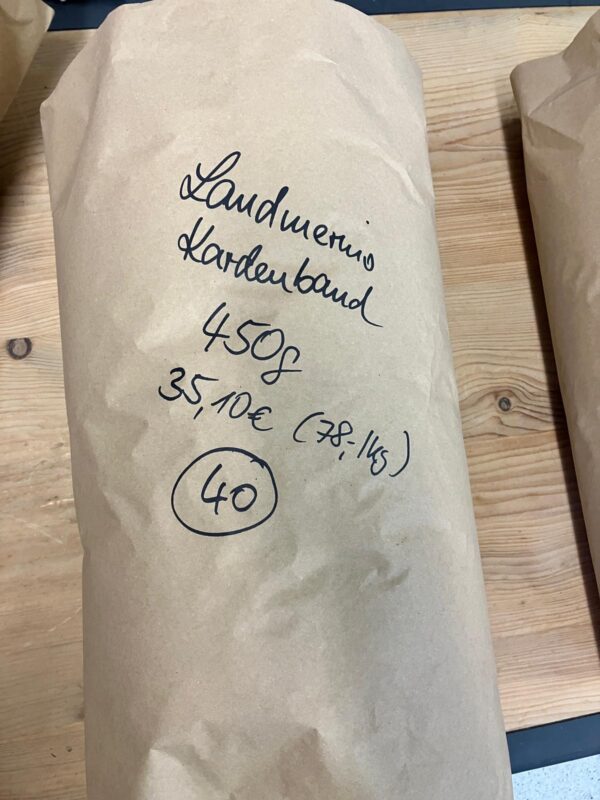 Landmerino
Kardenband
450g
35,10€ (78,-/kg)
40